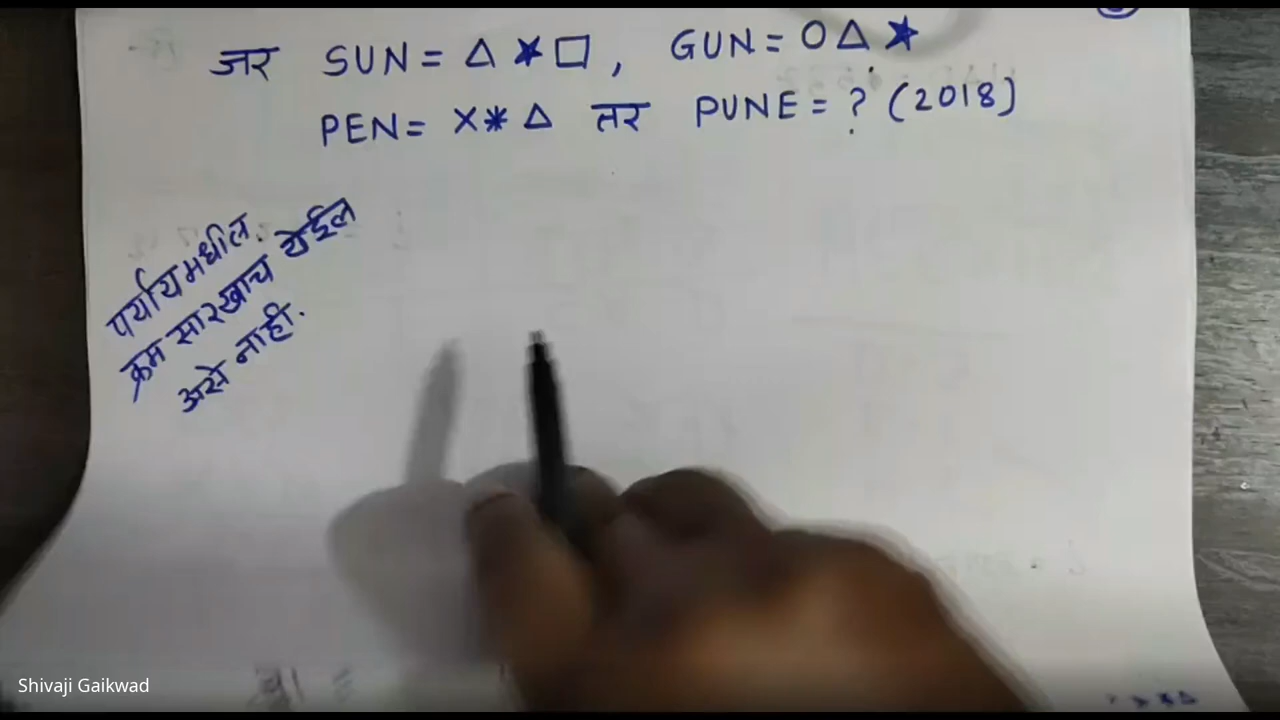 जर SUN = △ ★ □ , GUN = O △ ★
PEN = × * △ तर PUNE = ? (2018)
पर्यायमधील
क्रम सारखाच येईल
असे नाही.
Shivaji Gaikwad